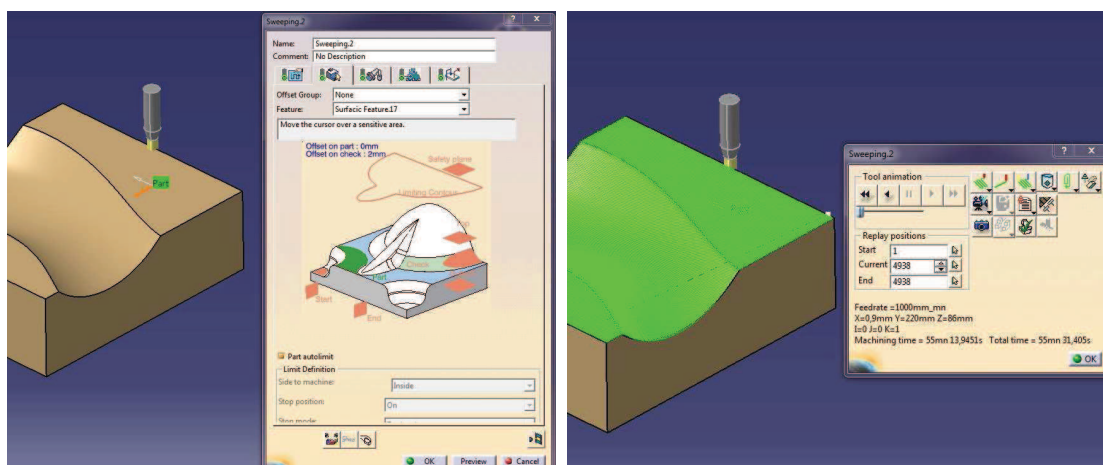 Sweeping.2
Name: Sweeping.2
Comment: No Description
Offset Group: None
Feature: Surfacic Feature.17
Move the cursor over a sensitive area.
Offset on part : 0mm
Offset on check : 2mm
Safety plane
Landing Contour
Top
Check
Part
Start
End
Part autolimit
Limit Definition
Side to machine: Inside
Stop position: On
Stop mode:
OK Preview Cancel
Part
Sweeping.2
Tool animation
Replay positions
Start 1
Current 4938
End 4938
Feedrate =1000mm_mn
X=0,9mm Y=220mm Z=86mm
I=0 J=0 K=1
Machining time = 55mn 13,9451s Total time = 55mn 31,405s
OK